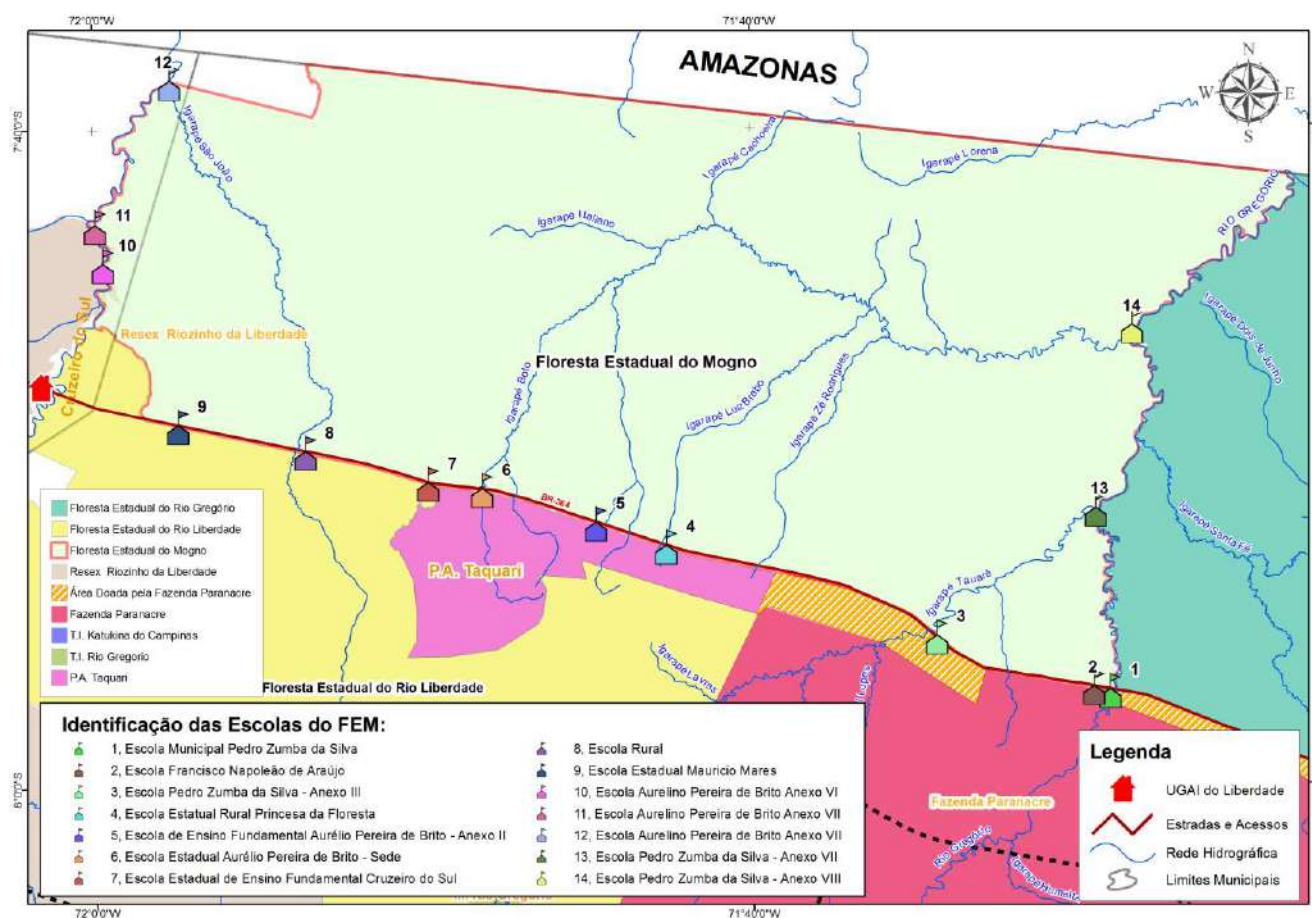 72°0'0"W
71°40'0"W
AMAZONAS
N
W
E
S
12
Igarapé São João
7°40'0"S
Igarapé Cachoeira
Igarapé Lorena
RIO GREGÓRIO
11
Igarapé Italiano
10
Cruzeiro do Sul
Resex Riozinho da Liberdade
14
Igarapé Dois de Junho
Floresta Estadual do Mogno
Igarapé Boto
Igarapé Luz Brabo
Igarapé Zé Rodrigues
9
8
7
6
BR-364
5
4
13
Igarapé Santa Fé
P.A. Taquari
Igarapé Tauarè
3
Igarapé Lavras
2
1
Floresta Estadual do Rio Gregório
Floresta Estadual do Rio Liberdade
Floresta Estadual do Mogno
Resex Riozinho da Liberdade
Área Doada pela Fazenda Paranacre
Fazenda Paranacre
T.I. Katukina do Campinas
T.I. Rio Gregorio
P.A. Taquari
Floresta Estadual do Rio Liberdade
Identificação das Escolas do FEM:
1, Escola Municipal Pedro Zumba da Silva
2, Escola Francisco Napoleão de Araújo
3, Escola Pedro Zumba da Silva - Anexo III
4, Escola Estatual Rural Princesa da Floresta
5, Escola de Ensino Fundamental Aurélio Pereira de Brito - Anexo II
6, Escola Estadual Aurélio Pereira de Brito - Sede
7, Escola Estadual de Ensino Fundamental Cruzeiro do Sul
8, Escola Rural
9, Escola Estadual Mauricio Mares
10, Escola Aurelino Pereira de Brito Anexo VI
11, Escola Aurelino Pereira de Brito Anexo VII
12, Escola Aurelino Pereira de Brito Anexo VII
13, Escola Pedro Zumba da Silva - Anexo VII
14, Escola Pedro Zumba da Silva - Anexo VIII
Fazenda Paranacre
Rio Gregório
Igarapé Humaita
Legenda
UGAI do Liberdade
Estradas e Acessos
Rede Hidrográfica
Limites Municipais
8°0'0"S
72°0'0"W
71°40'0"W